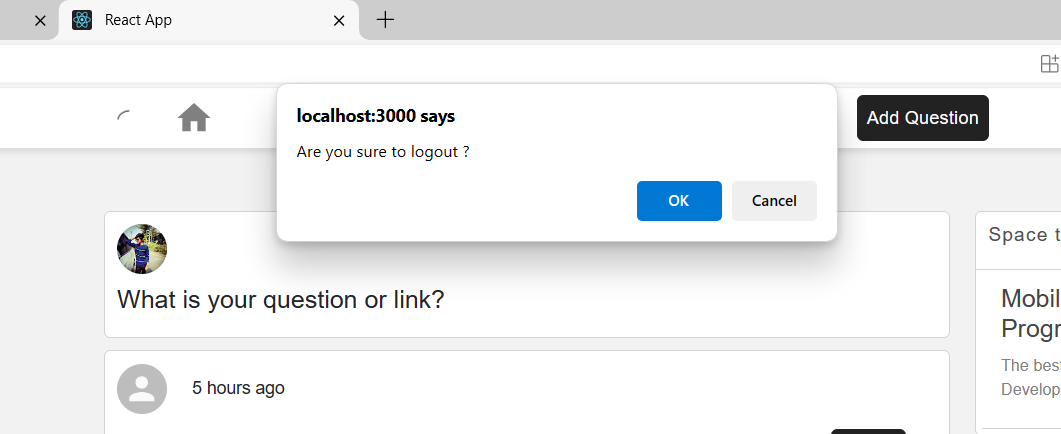 React App
localhost:3000 says
Are you sure to logout ?
OK
Cancel
Add Question
What is your question or link?
5 hours ago
Space t
Mobil
Progr
The best
Develop